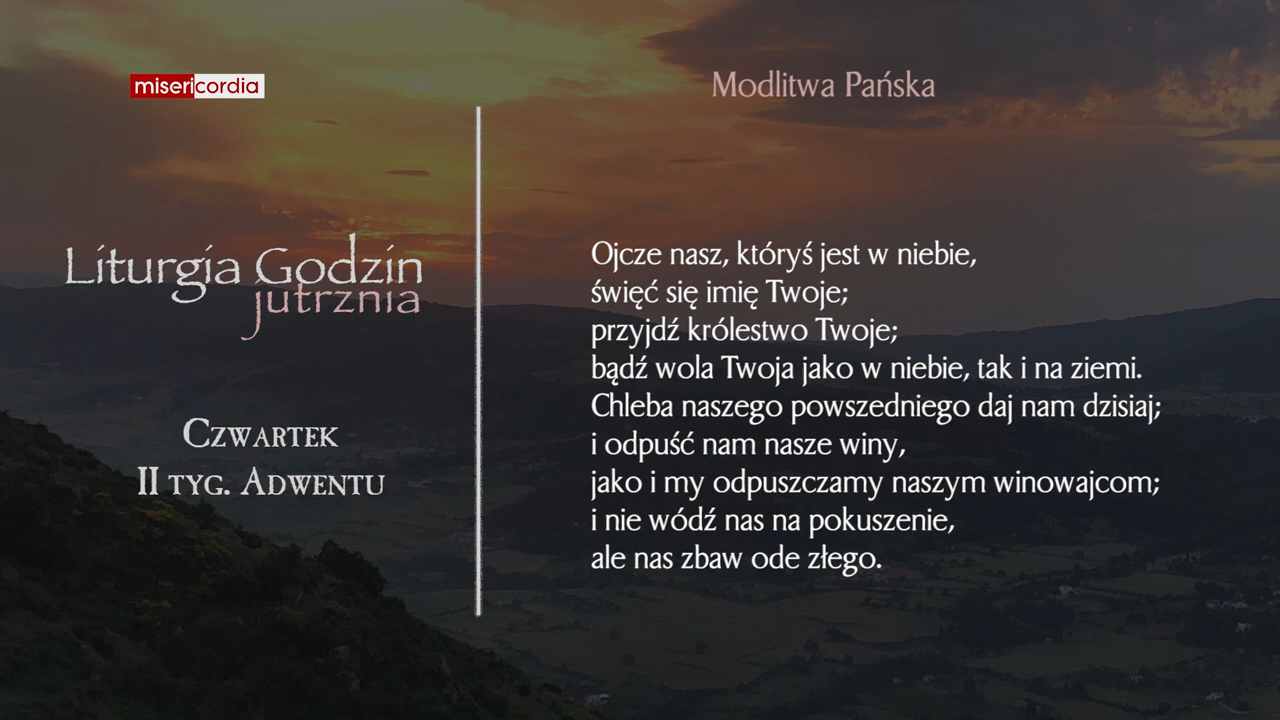 misericordia
Liturgia Godzin
jutrznia
Czwartek
II tyg. Adwentu
Modlitwa Pańska
Ojcze nasz, któryś jest w niebie,
święć się imię Twoje;
przyjdź królestwo Twoje;
bądź wola Twoja jako w niebie, tak i na ziemi.
Chleba naszego powszedniego daj nam dzisiaj;
i odpuść nam nasze winy,
jako i my odpuszczamy naszym winowajcom;
i nie wódź nas na pokuszenie,
ale nas zbaw ode złego.